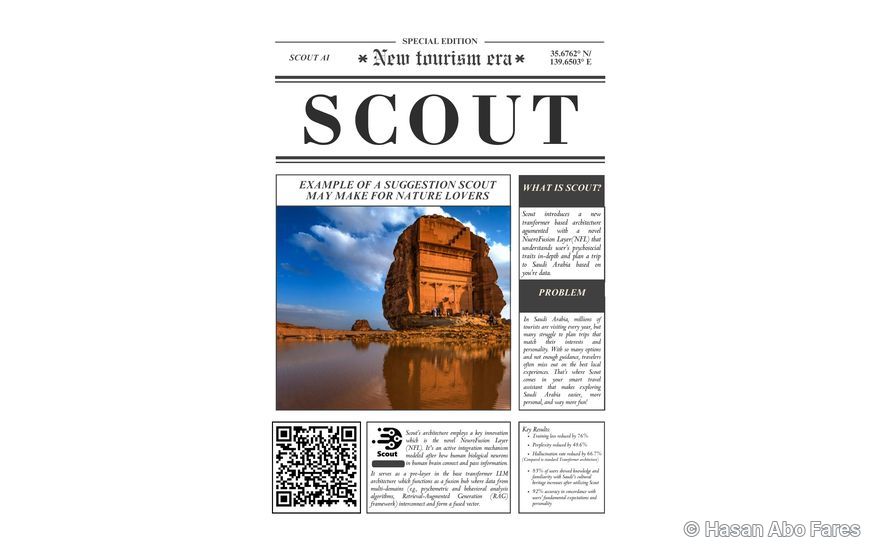 SPECIAL EDITION
SCOUT AI
New tourism era
35.6762° N/
139.6503° E
SCOUT
EXAMPLE OF A SUGGESTION SCOUT
MAY MAKE FOR NATURE LOVERS
WHAT IS SCOUT?
Scout introduces a new
tranformer based architecture
agumented with a novel
NueroFusion Layer(NFL) that
understands user's psychosocial
traits in-depth and plan a trip
to Saudi Arabia based on
you're data.
PROBLEM
In Saudi Arabia, millions of
tourists are visiting every year, but
many struggle to plan trips that
match their interests and
personality. With so many options
and not enough guidance, travelers
often miss out on the best local
experiences. That's where Scout
comes in your smart travel
assistant that makes exploring
Saudi Arabia easier, more
personal, and way more fun!
Scout
Scout's architecture employs a key innovation
which is the novel NeuroFusion Layer
(NFL). It's an active integration mechanism
modeled after how human biological neurons
in human brain connect and pass information.
It serves as a pre-layer in the base transformer LLM
architecture which functions as a fusion hub where data from
multi-domains (e.g., psychometric and behavioral analysis
algorithms, Retrieval-Augmented Generation (RAG)
framework) interconnect and form a fused vector.
Key Results:
• Training loss reduced by 76%
• Perplexity reduced by 48.6%
• Hallucination rate reduced by 66.7%
(Compared to standard Transformer architecture)
• 93% of users showed knowledge and
familiarity with Saudi's cultural
heritage increases after utilizing Scout
• 92% accuracy in concordance with
users' fundamental expectations and
personality
© Hasan Abo Fares